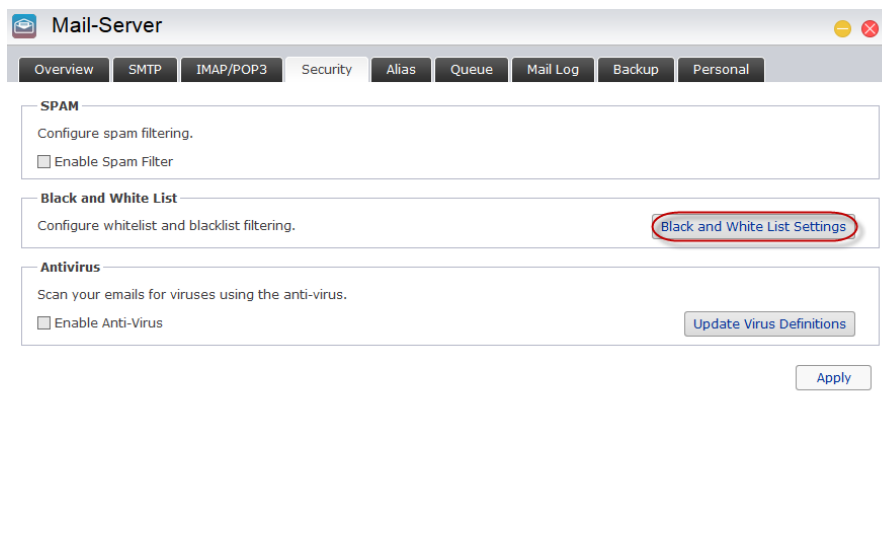 Mail-Server
Overview SMTP IMAP/POP3 Security Alias Queue Mail Log Backup Personal
SPAM
Configure spam filtering.
Enable Spam Filter
Black and White List
Configure whitelist and blacklist filtering. Black and White List Settings
Antivirus
Scan your emails for viruses using the anti-virus.
Enable Anti-Virus Update Virus Definitions
Apply